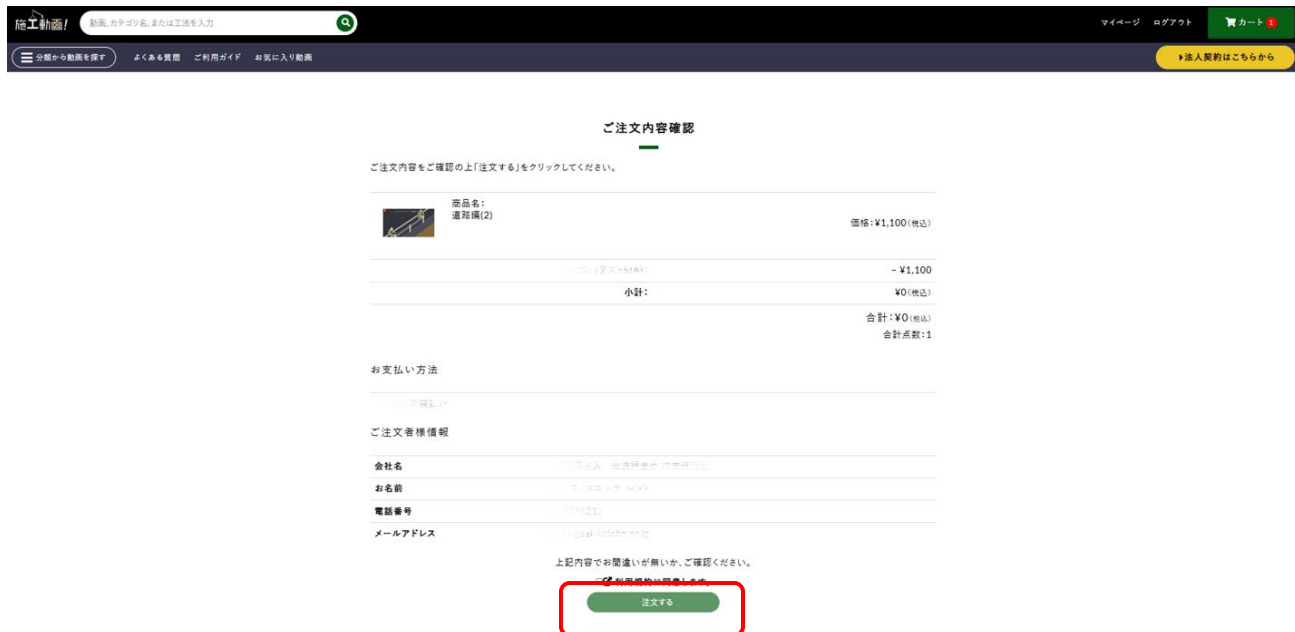 施工動画!
動画、カテゴリ名、または工法を入力
マイページ ログアウト カート 1
分類から動画を探す よくある質問 ご利用ガイド お気に入り動画
法人契約はこちらから
ご注文内容確認
ご注文内容をご確認の上「注文する」をクリックしてください。
商品名:
道路編(2)
価格:¥1,100(税込)
- ¥1,100
小計: ¥0(税込)
合計:¥0(税込)
合計点数:1
お支払い方法
ご注文者様情報
会社名
お名前
電話番号
メールアドレス
上記内容でお間違いが無いか、ご確認ください。
利用規約に同意します。
注文する